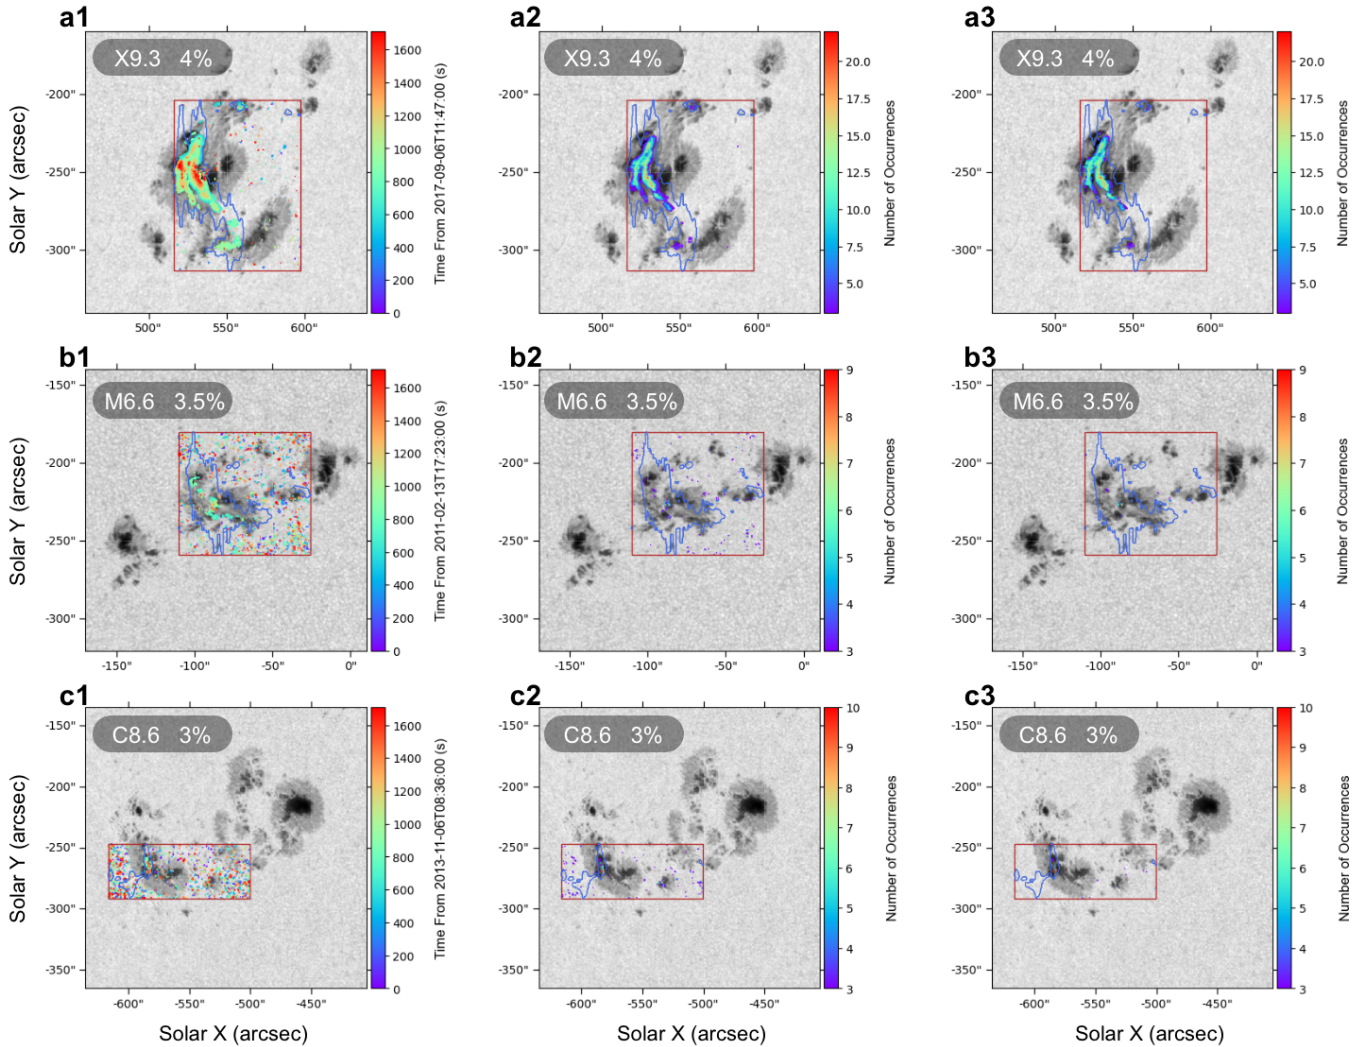 a1
a2
a3
X9.3 4%
X9.3 4%
X9.3 4%
1600
1400
1200
1000
800
600
400
200
0
20.0
17.5
15.0
12.5
10.0
7.5
5.0
20.0
17.5
15.0
12.5
10.0
7.5
5.0
-200"
-250"
-300"
-200"
-250"
-300"
-200"
-250"
-300"
Solar Y (arcsec)
Time From 2017-09-06T11:47:00 (s)
Number of Occurrences
Number of Occurrences
500" 550" 600"
500" 550" 600"
500" 550" 600"
b1
b2
b3
M6.6 3.5%
M6.6 3.5%
M6.6 3.5%
-150"
-200"
-250"
-300"
-150"
-200"
-250"
-300"
-150"
-200"
-250"
-300"
1600
1400
1200
1000
800
600
400
200
0
9
8
7
6
5
4
3
9
8
7
6
5
4
3
Solar Y (arcsec)
Time From 2011-02-13T17:23:00 (s)
Number of Occurrences
Number of Occurrences
-150" -100" -50" 0"
-150" -100" -50" 0"
-150" -100" -50" 0"
c1
c2
c3
C8.6 3%
C8.6 3%
C8.6 3%
-150"
-200"
-250"
-300"
-350"
-150"
-200"
-250"
-300"
-350"
-150"
-200"
-250"
-300"
-350"
1600
1400
1200
1000
800
600
400
200
0
10
9
8
7
6
5
4
3
10
9
8
7
6
5
4
3
Solar Y (arcsec)
Time From 2013-11-06T08:36:00 (s)
Number of Occurrences
Number of Occurrences
-600" -550" -500" -450"
-600" -550" -500" -450"
-600" -550" -500" -450"
Solar X (arcsec)
Solar X (arcsec)
Solar X (arcsec)